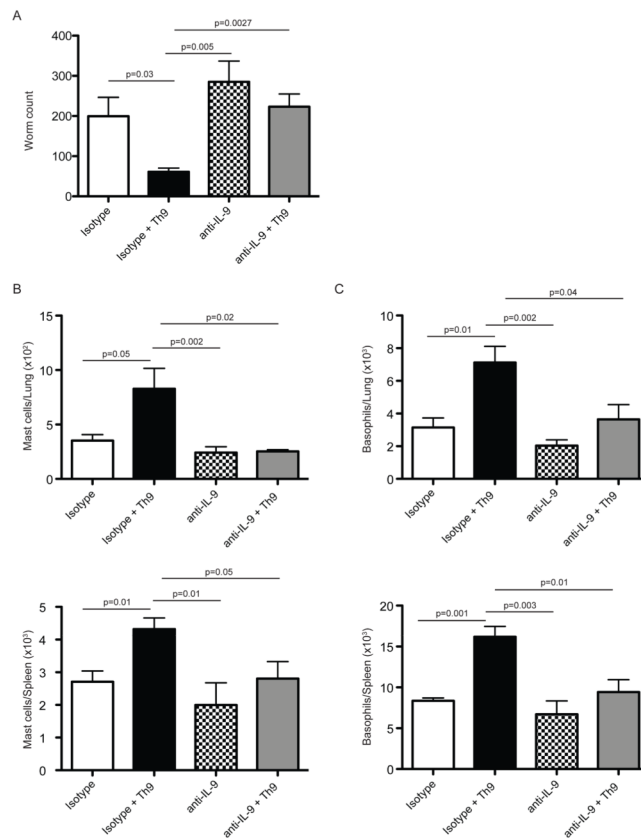 A
p=0.0027
p=0.005
p=0.03
Worm count
400
300
200
100
0
Isotype
Isotype + Th9
anti-IL-9
anti-IL-9 + Th9
B
p=0.02
p=0.002
p=0.05
Mast cells/Lung (x10²)
15
10
5
0
Isotype
Isotype + Th9
anti-IL-9
anti-IL-9 + Th9
C
p=0.04
p=0.002
p=0.01
Basophils/Lung (x10³)
10
8
6
4
2
0
Isotype
Isotype + Th9
anti-IL-9
anti-IL-9 + Th9
p=0.05
p=0.01
p=0.01
Mast cells/Spleen (x10³)
5
4
3
2
1
0
Isotype
Isotype + Th9
anti-IL-9
anti-IL-9 + Th9
p=0.01
p=0.003
p=0.001
Basophils/Spleen (x10³)
20
15
10
5
0
Isotype
Isotype + Th9
anti-IL-9
anti-IL-9 + Th9